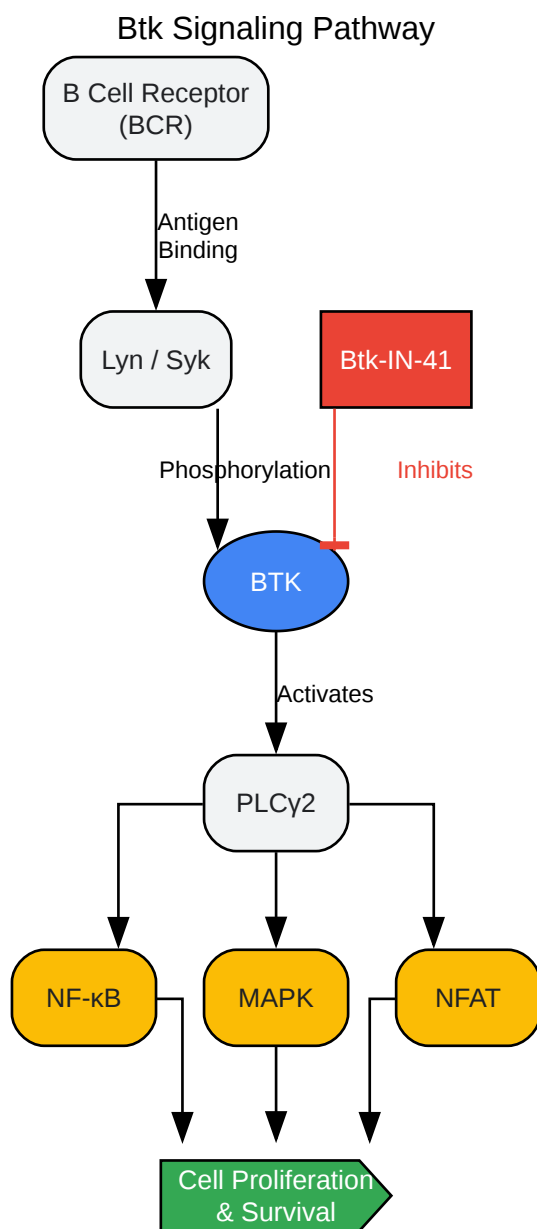 Btk Signaling Pathway
B Cell Receptor
(BCR)
Antigen
Binding
Lyn / Syk
Btk-IN-41
Phosphorylation
Inhibits
BTK
Activates
PLCγ2
NF-κB
MAPK
NFAT
Cell Proliferation
& Survival